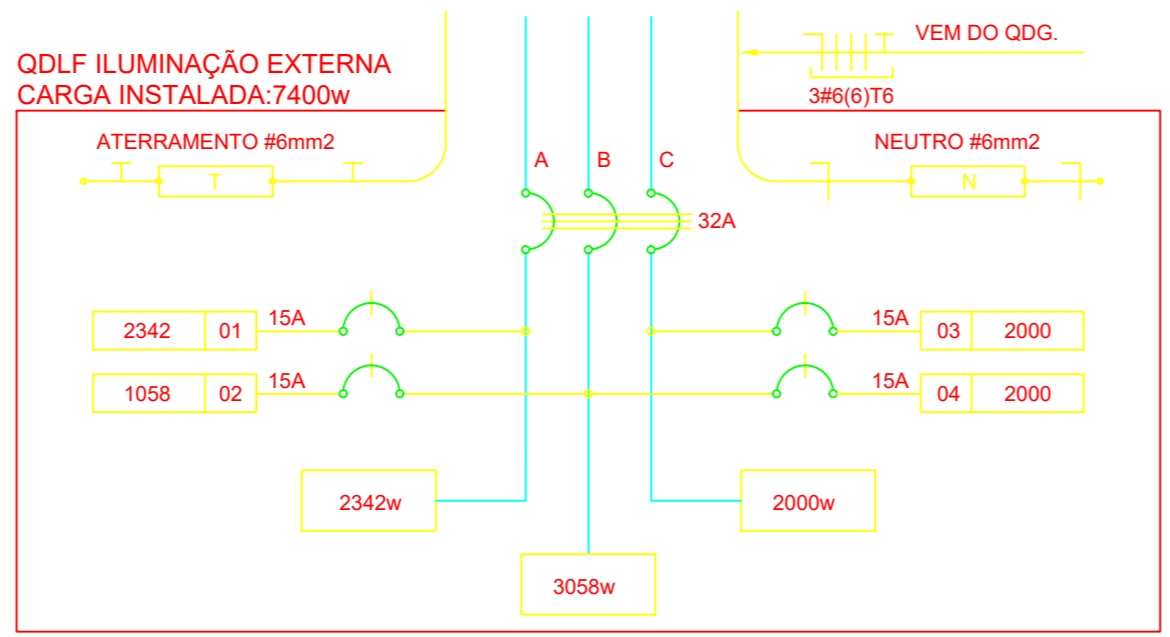 VEM DO QDG.
QDLF ILUMINAÇÃO EXTERNA
CARGA INSTALADA:7400w
3#6(6)T6
ATERRAMENTO #6mm2
NEUTRO #6mm2
A B C
T
N
32A
2342 01 15A
15A 03 2000
1058 02 15A
15A 04 2000
2342w
2000w
3058w